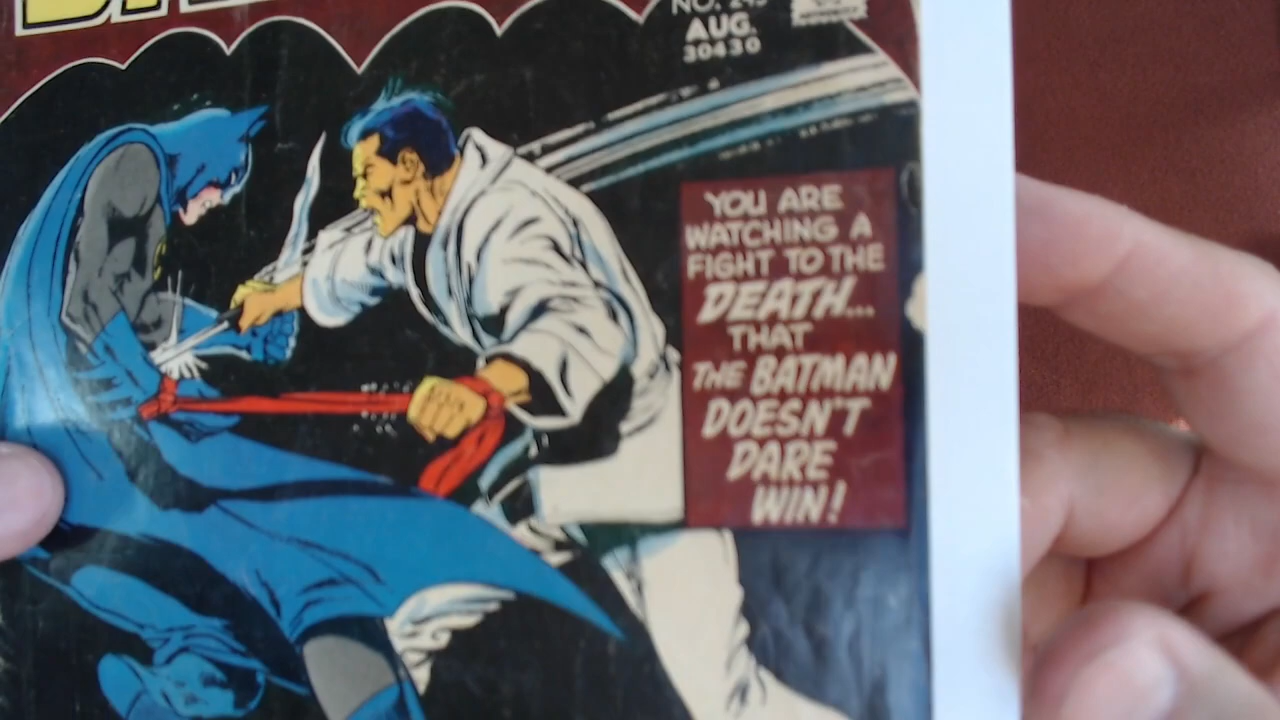 AUG.
30430
YOU ARE
WATCHING A
FIGHT TO THE
DEATH...
THAT
THE BATMAN
DOESN'T
DARE
WIN!